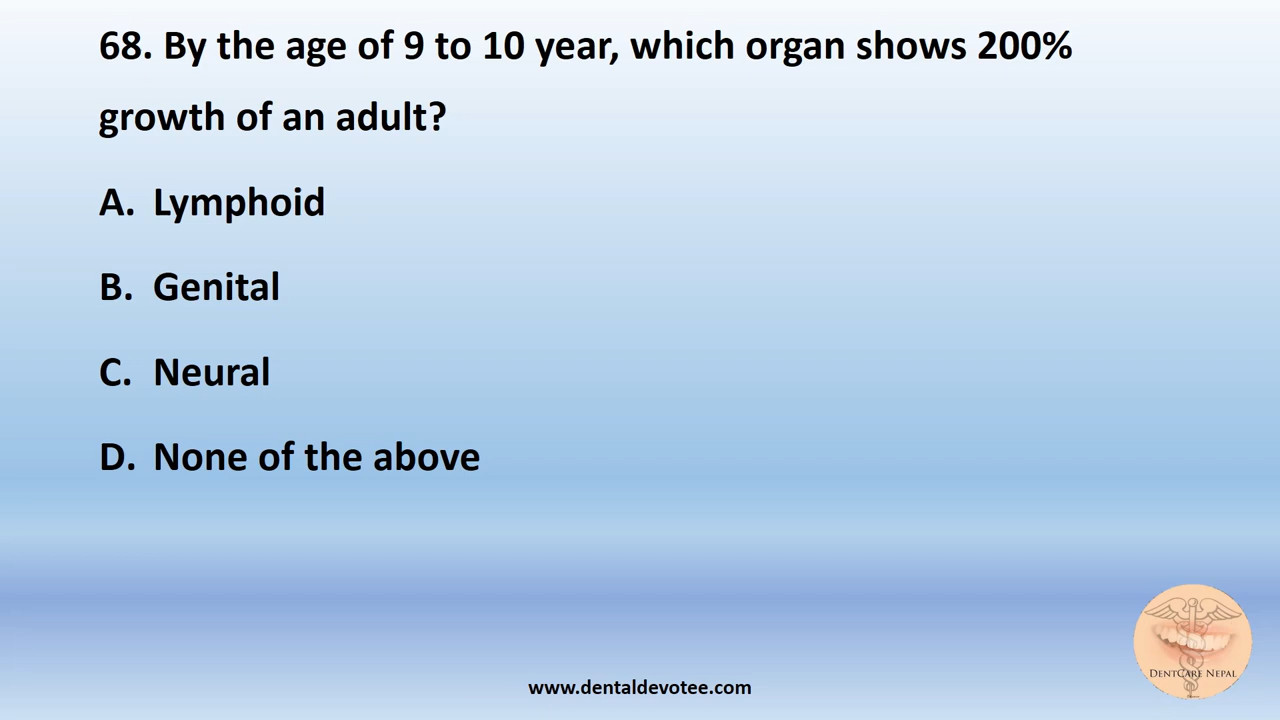 68. By the age of 9 to 10 year, which organ shows 200%
growth of an adult?
A. Lymphoid
B. Genital
C. Neural
D. None of the above
DentCare Nepal
www.dentaldevotee.com